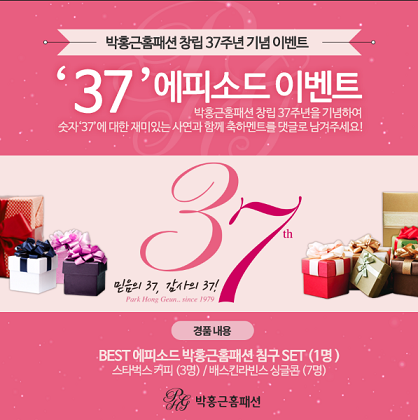 박홍근홈패션 창립 37주년 기념 이벤트
‘37’에피소드 이벤트
박홍근홈패션 창립 37주년을 기념하여
숫자‘37’에 대한 재미있는 사연과 함께 축하멘트를 댓글로 남겨주세요!
37th
믿음의 37, 감사의 37!
Park Hong Geun., since 1979
경품 내용
BEST 에피소드 박홍근홈패션 침구 SET (1명)
스타벅스 커피 (3명) / 배스킨라빈스 싱글콘 (7명)
PHG 박홍근홈패션